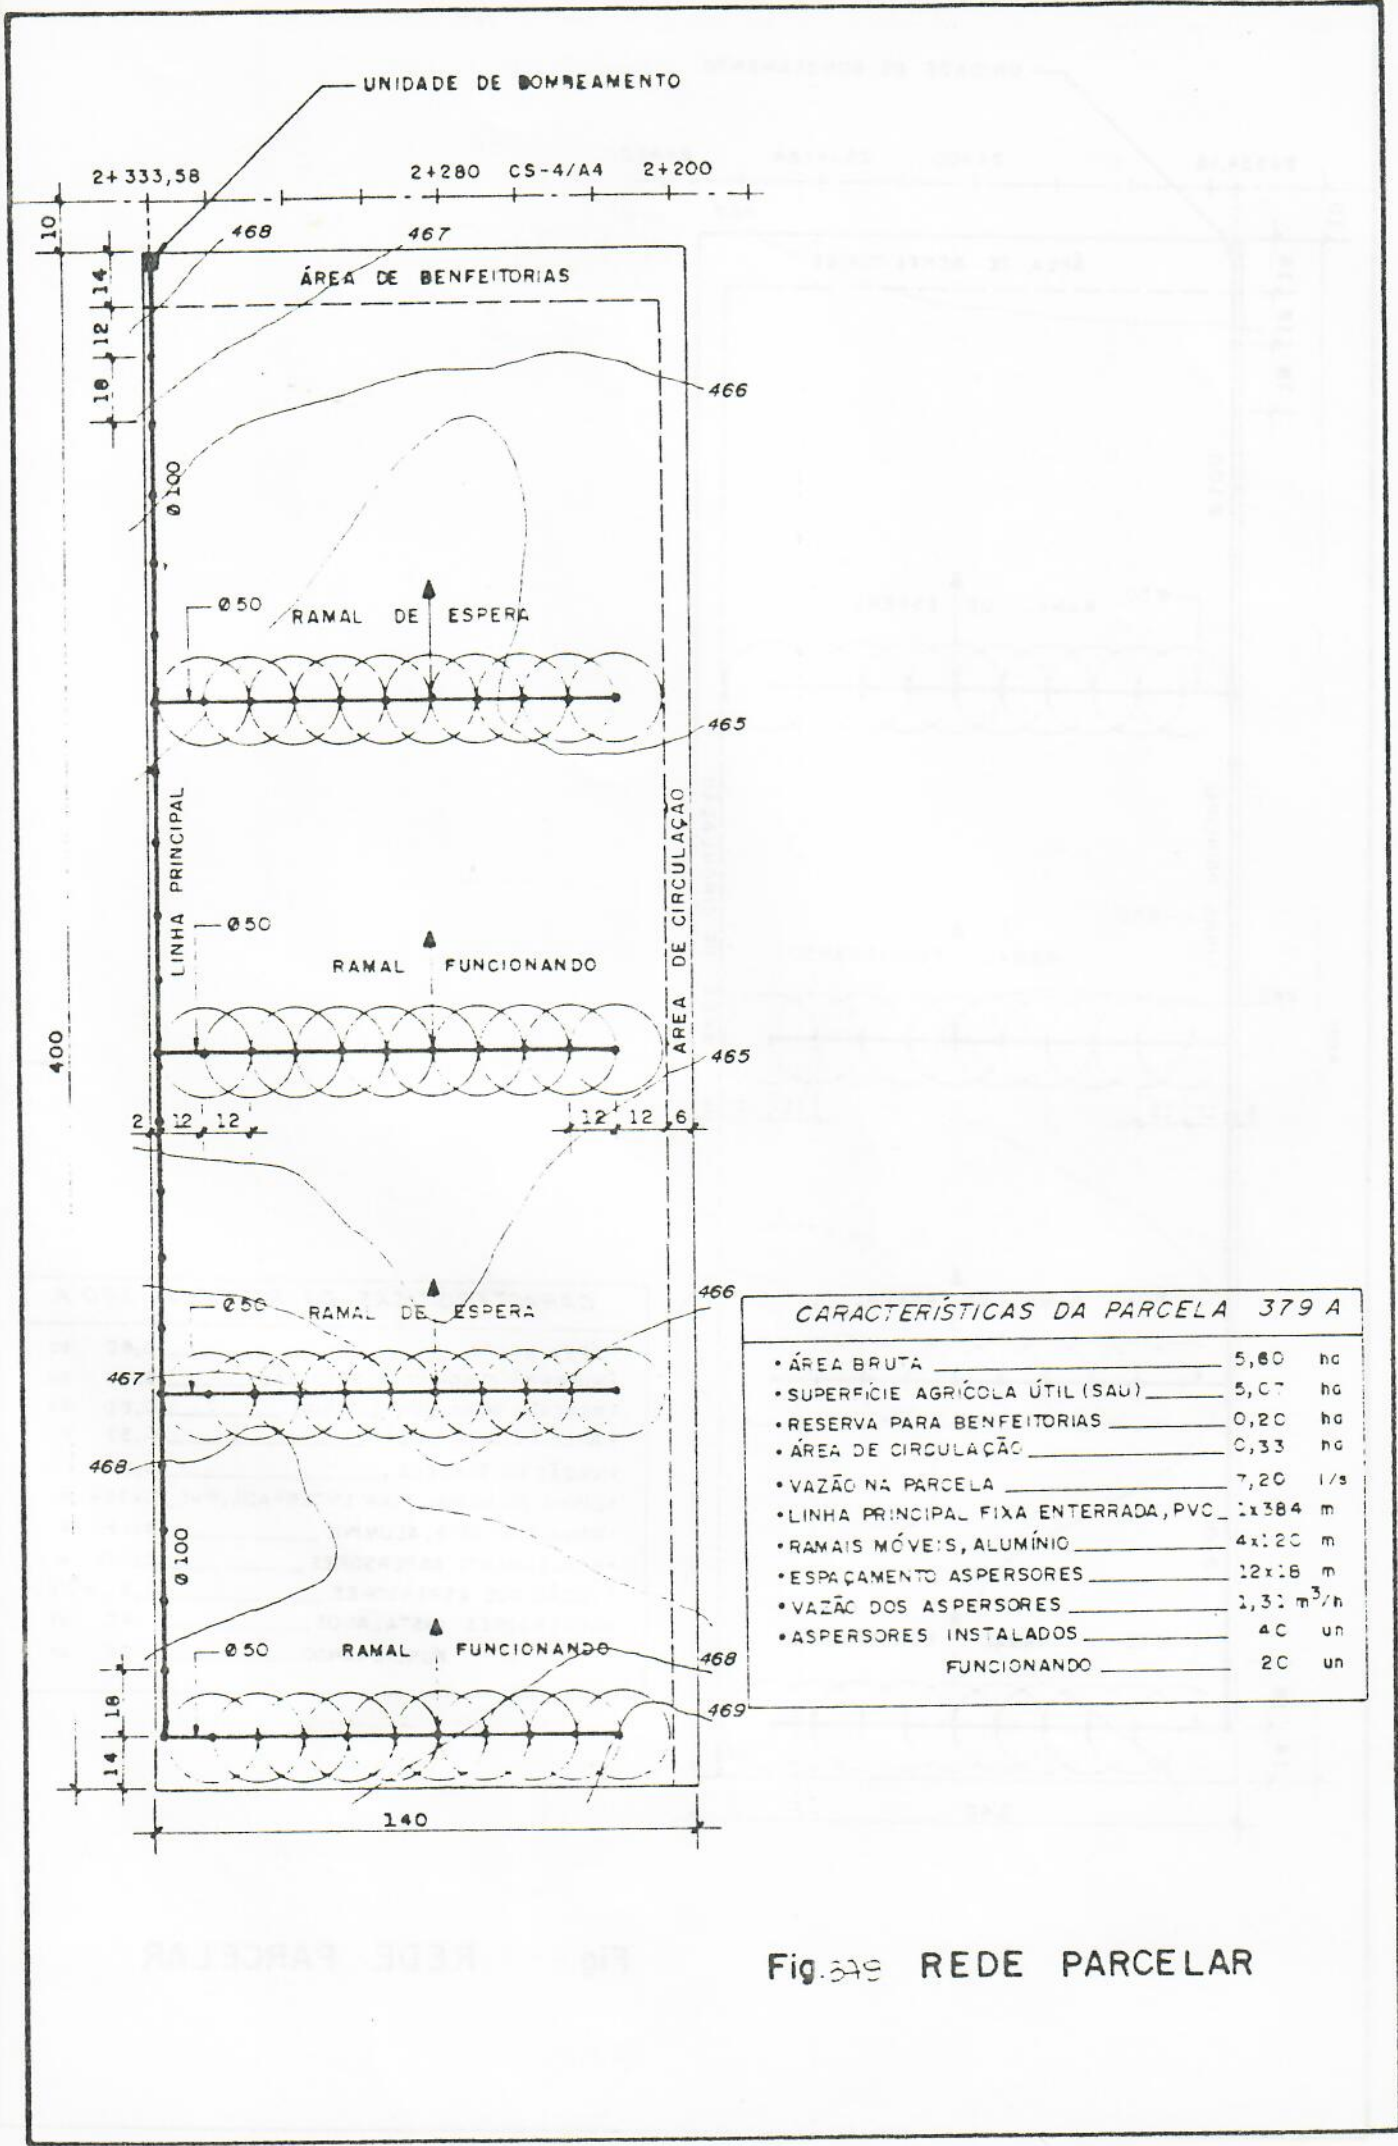 UNIDADE DE BOMBEAMENTO
2+333,58 2+280 CS-4/A4 2+200
10
468 467
14
ÁREA DE BENFEITORIAS
12
18
466
Ø 100
Ø50 RAMAL DE ESPERA
465
LINHA PRINCIPAL
ÁREA DE CIRCULAÇÃO
Ø50
RAMAL FUNCIONANDO
400
465
2 12 12 12 12 6
466
Ø50 RAMAL DE ESPERA
467
468
Ø 100
Ø50 RAMAL FUNCIONANDO
468
469
18
14
140
CARACTERÍSTICAS DA PARCELA 379 A
• ÁREA BRUTA 5,60 ha
• SUPERFÍCIE AGRÍCOLA ÚTIL (SAU) 5,07 ha
• RESERVA PARA BENFEITORIAS 0,20 ha
• ÁREA DE CIRCULAÇÃO 0,33 ha
• VAZÃO NA PARCELA 7,20 l/s
• LINHA PRINCIPAL FIXA ENTERRADA, PVC 1x384 m
• RAMAIS MÓVEIS, ALUMÍNIO 4x120 m
• ESPAÇAMENTO ASPERSORES 12x18 m
• VAZÃO DOS ASPERSORES 1,31 m³/h
• ASPERSORES INSTALADOS 40 un
FUNCIONANDO 20 un
Fig. 379 REDE PARCELAR